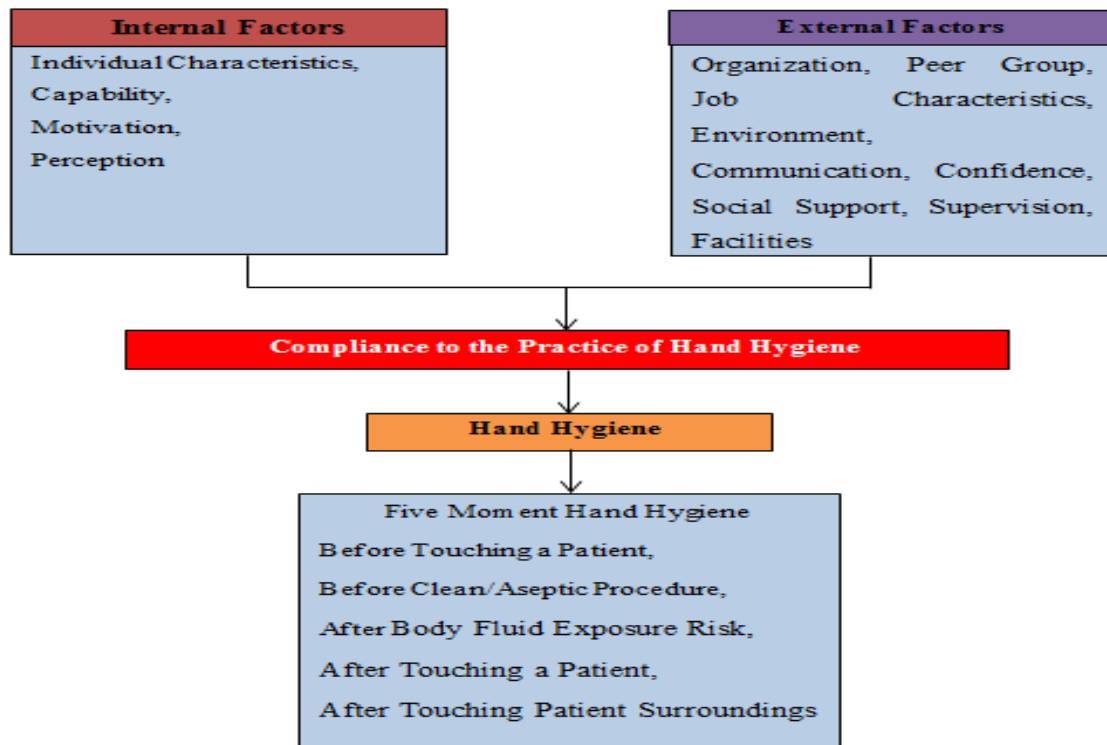 Internal Factors
Individual Characteristics,
Capability,
Motivation,
Perception
External Factors
Organization, Peer Group,
Job Characteristics,
Environment,
Communication, Confidence,
Social Support, Supervision,
Facilities
Compliance to the Practice of Hand Hygiene
Hand Hygiene
Five Moment Hand Hygiene
Before Touching a Patient,
Before Clean/Aseptic Procedure,
After Body Fluid Exposure Risk,
After Touching a Patient,
After Touching Patient Surroundings